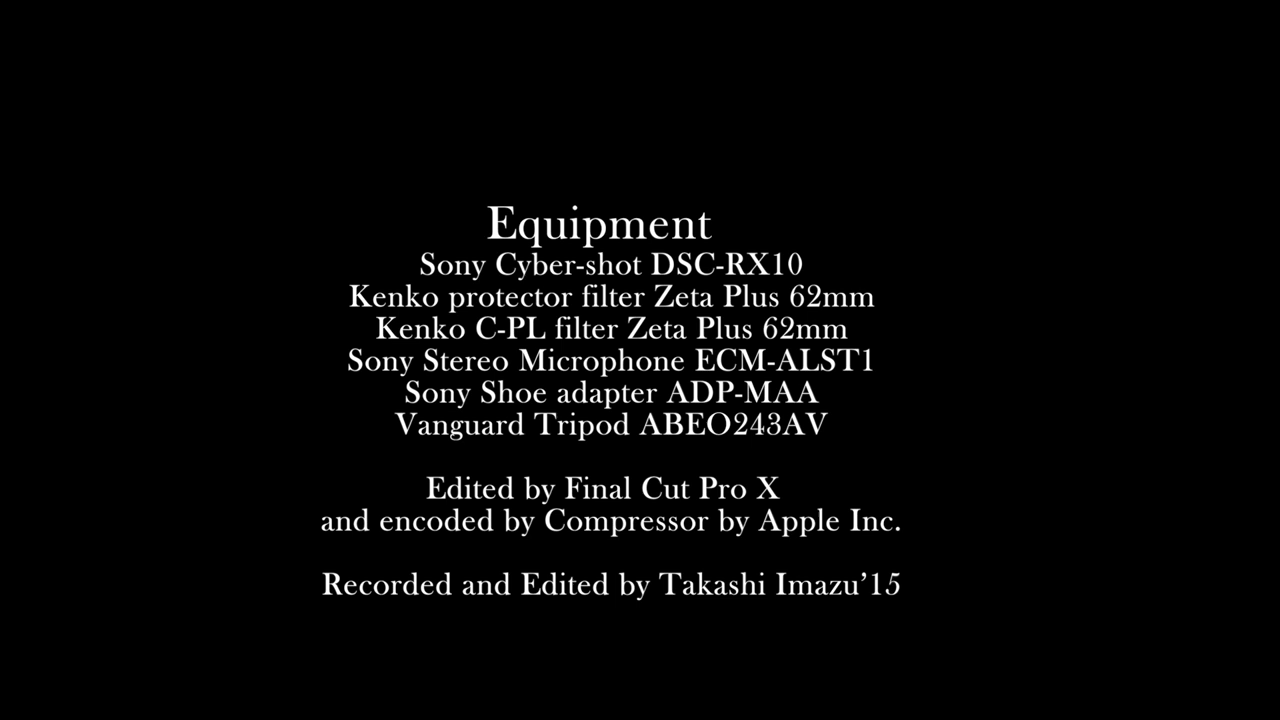 Equipment
Sony Cyber-shot DSC-RX10
Kenko protector filter Zeta Plus 62mm
Kenko C-PL filter Zeta Plus 62mm
Sony Stereo Microphone ECM-ALST1
Sony Shoe adapter ADP-MAA
Vanguard Tripod ABEO243AV
Edited by Final Cut Pro X
and encoded by Compressor by Apple Inc.
Recorded and Edited by Takashi Imazu’15